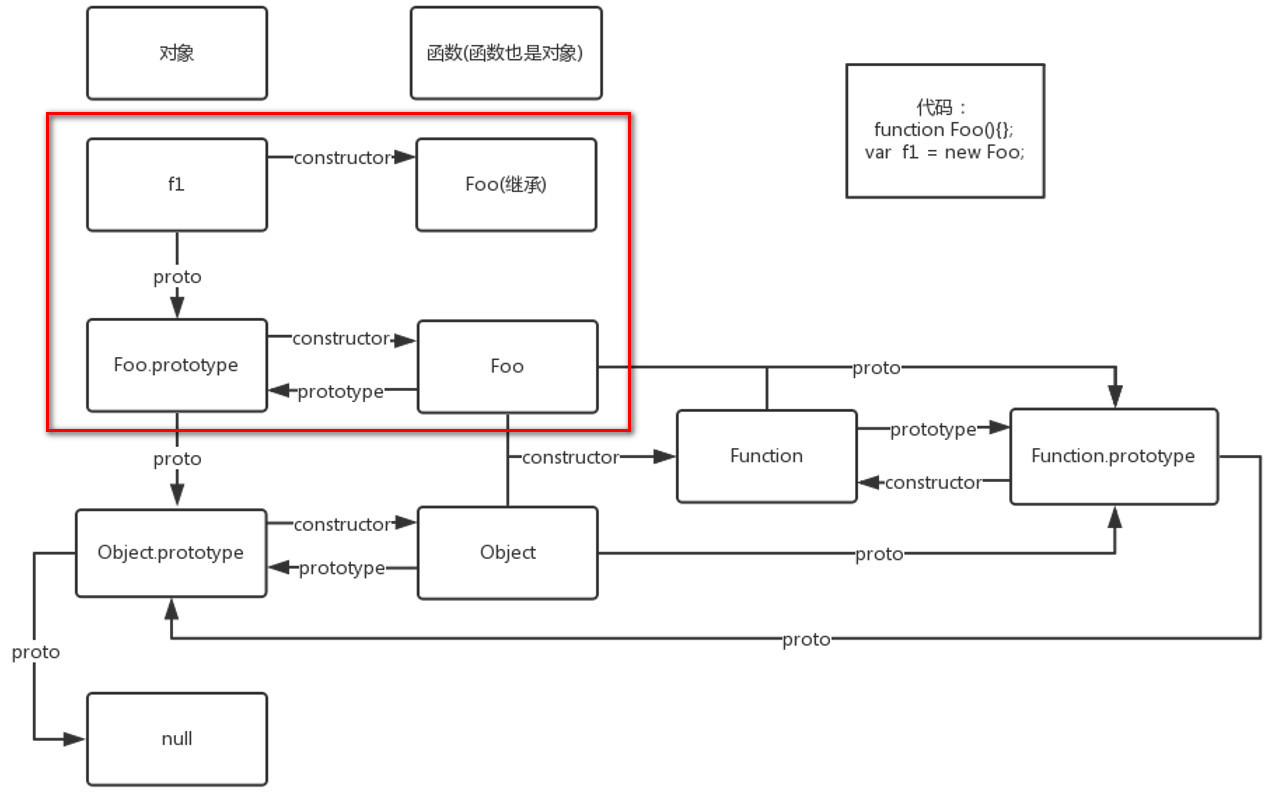 对象
函数(函数也是对象)
代码：
function Foo(){};
var f1 = new Foo;
f1
constructor
Foo(继承)
proto
Foo.prototype
constructor
prototype
Foo
proto
proto
constructor
Function
prototype
constructor
Function.prototype
Object.prototype
constructor
prototype
Object
proto
proto
proto
null